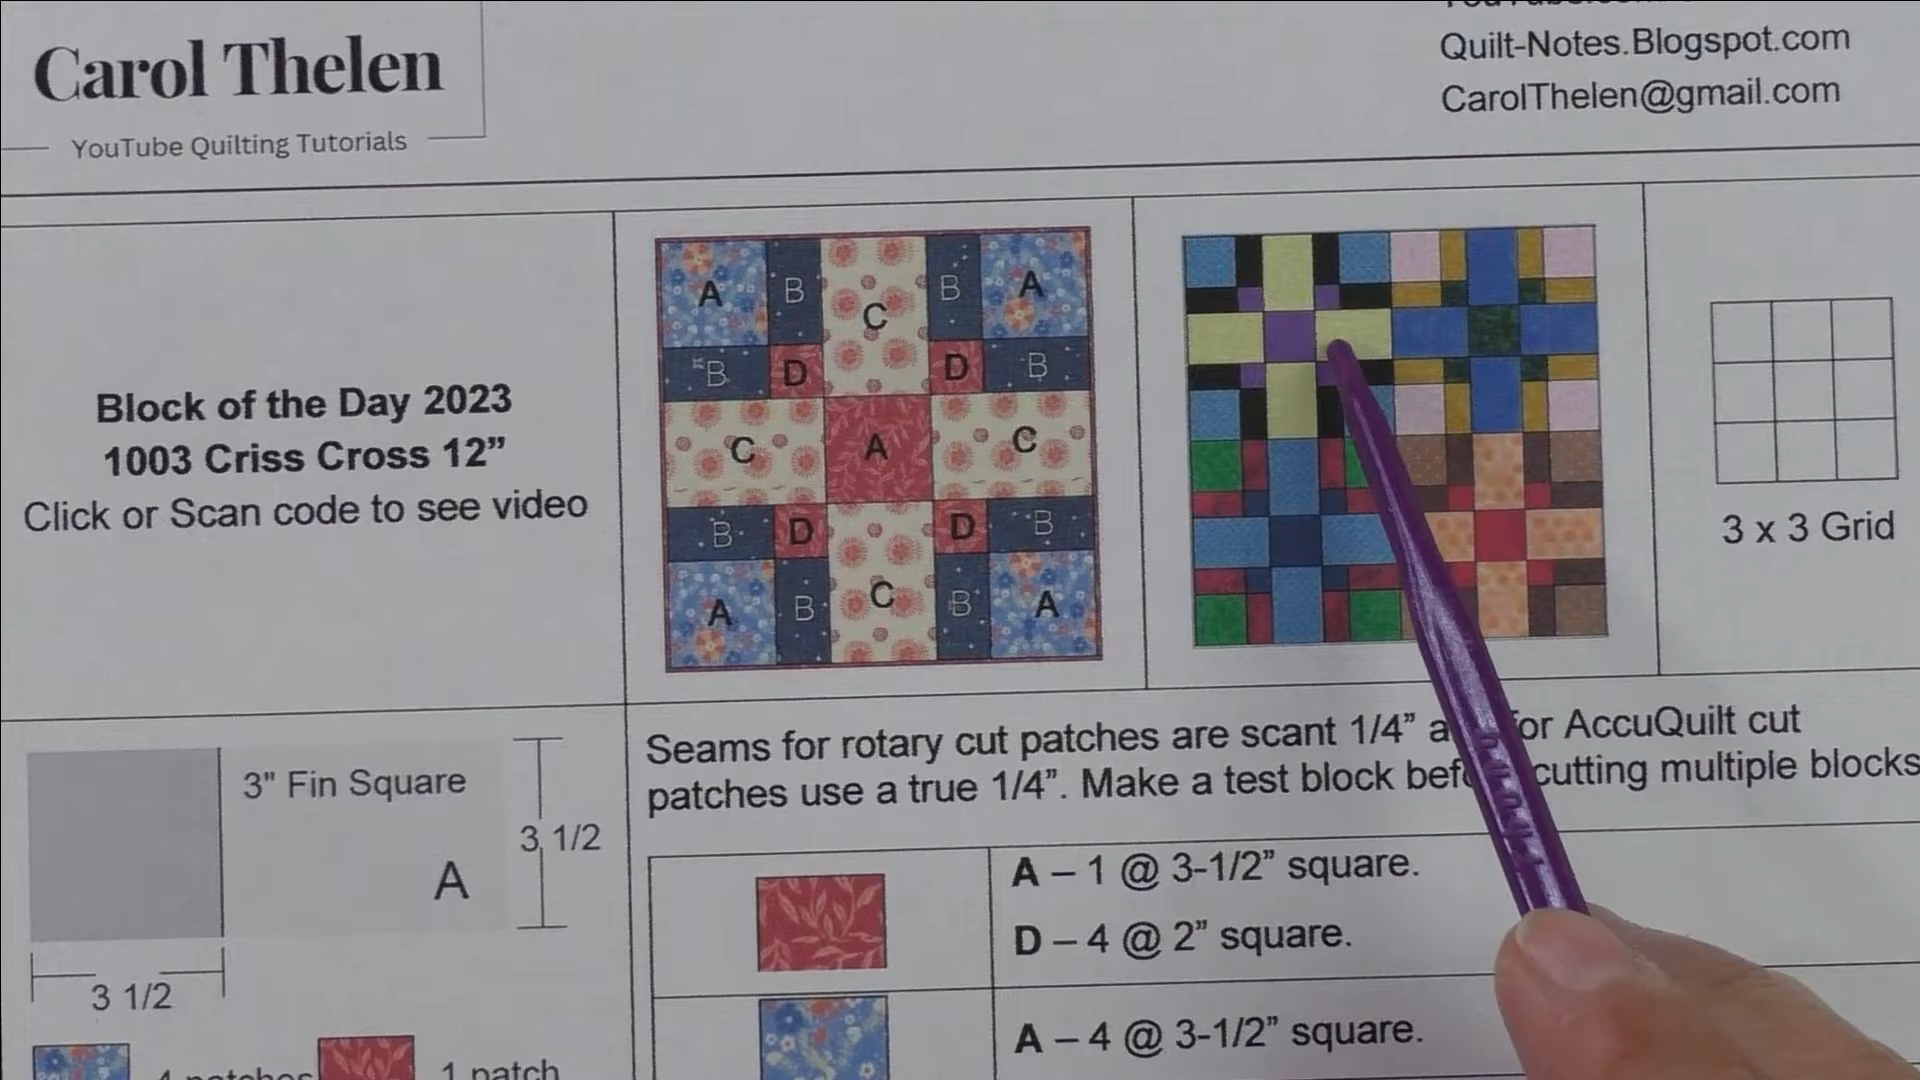 Carol Thelen
YouTube Quilting Tutorials
Quilt-Notes.Blogspot.com
CarolThelen@gmail.com
Block of the Day 2023
1003 Criss Cross 12”
Click or Scan code to see video
A B C B A
B D D B
C A C
B D D B
A B C B A
3 x 3 Grid
3" Fin Square
A
3 1/2
3 1/2
4 patches
1 patch
Seams for rotary cut patches are scant 1/4” for AccuQuilt cut
patches use a true 1/4”. Make a test block cutting multiple blocks
A – 1 @ 3-1/2” square.
D – 4 @ 2” square.
A – 4 @ 3-1/2” square.